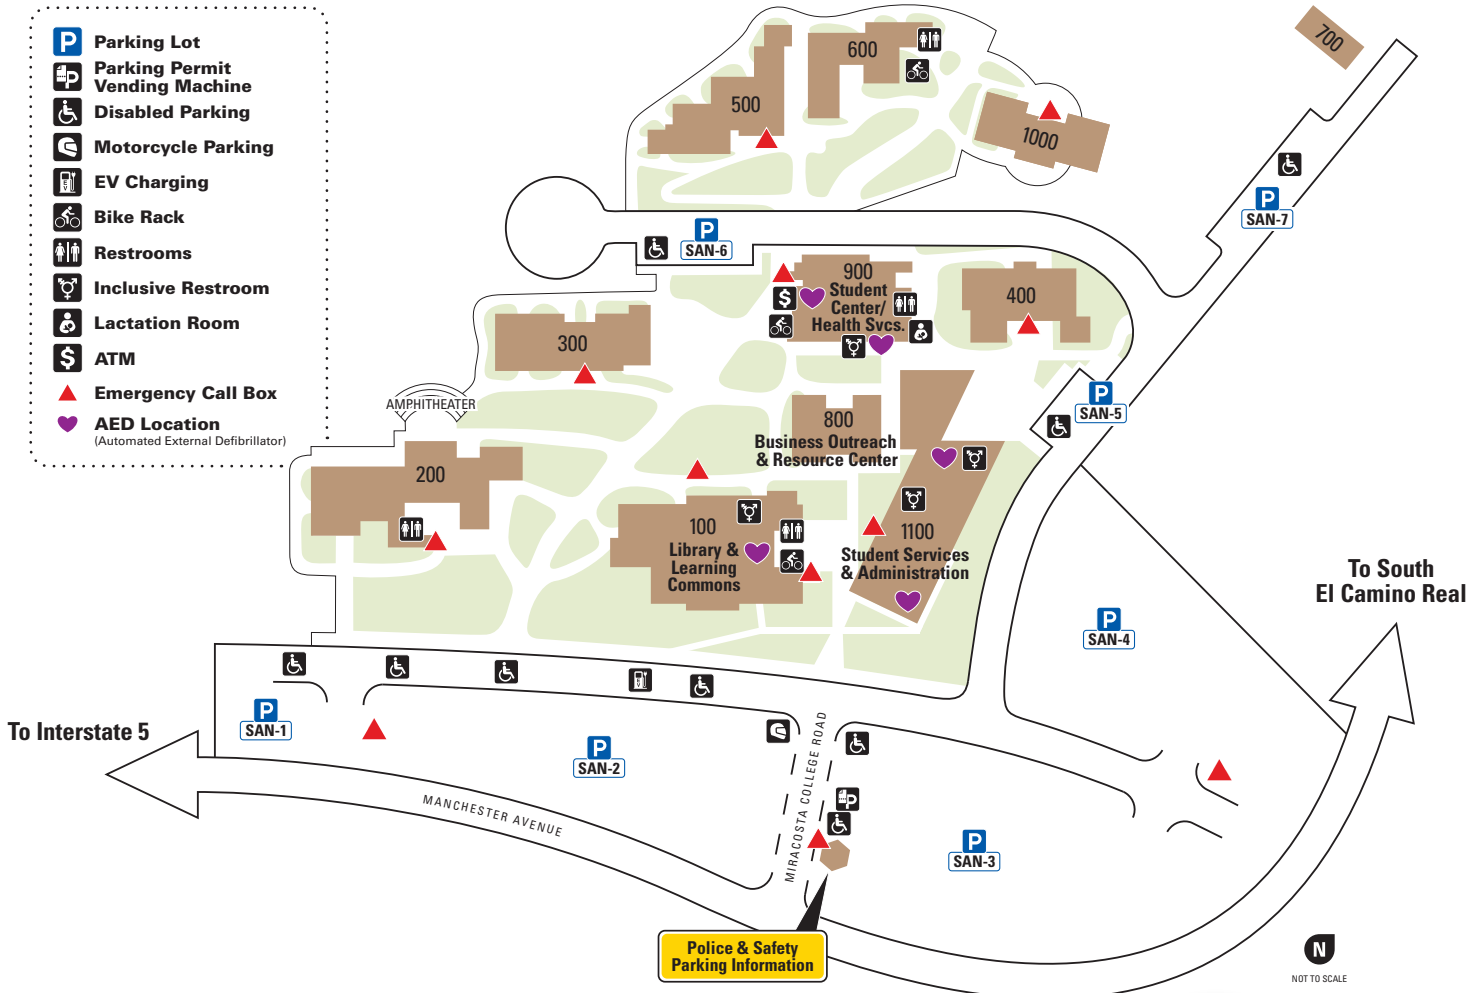 Parking Lot
Parking Permit
Vending Machine
Disabled Parking
Motorcycle Parking
EV Charging
Bike Rack
Restrooms
Inclusive Restroom
Lactation Room
ATM
Emergency Call Box
AED Location
(Automated External Defibrillator)
700
600
500
1000
P
SAN-7
P
SAN-6
900
Student
Center/
Health Svcs.
400
300
AMPHITHEATER
P
SAN-5
800
Business Outreach
& Resource Center
200
100
Library &
Learning
Commons
1100
Student Services
& Administration
To South
El Camino Real
P
SAN-4
P
SAN-1
To Interstate 5
P
SAN-2
MANCHESTER AVENUE
MIRACOSTA COLLEGE ROAD
P
SAN-3
Police & Safety
Parking Information
N
NOT TO SCALE